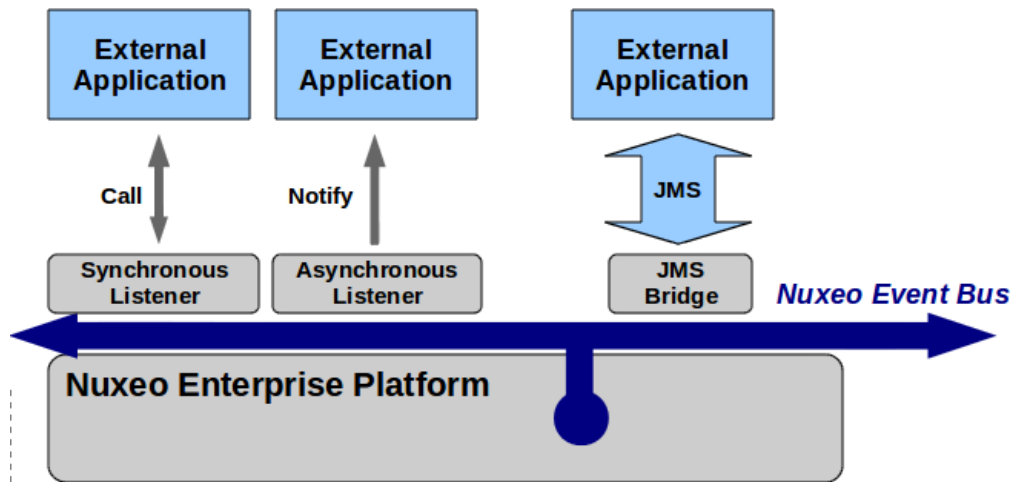 External
Application
External
Application
External
Application
Call
Notify
JMS
Synchronous
Listener
Asynchronous
Listener
JMS
Bridge
Nuxeo Event Bus
Nuxeo Enterprise Platform